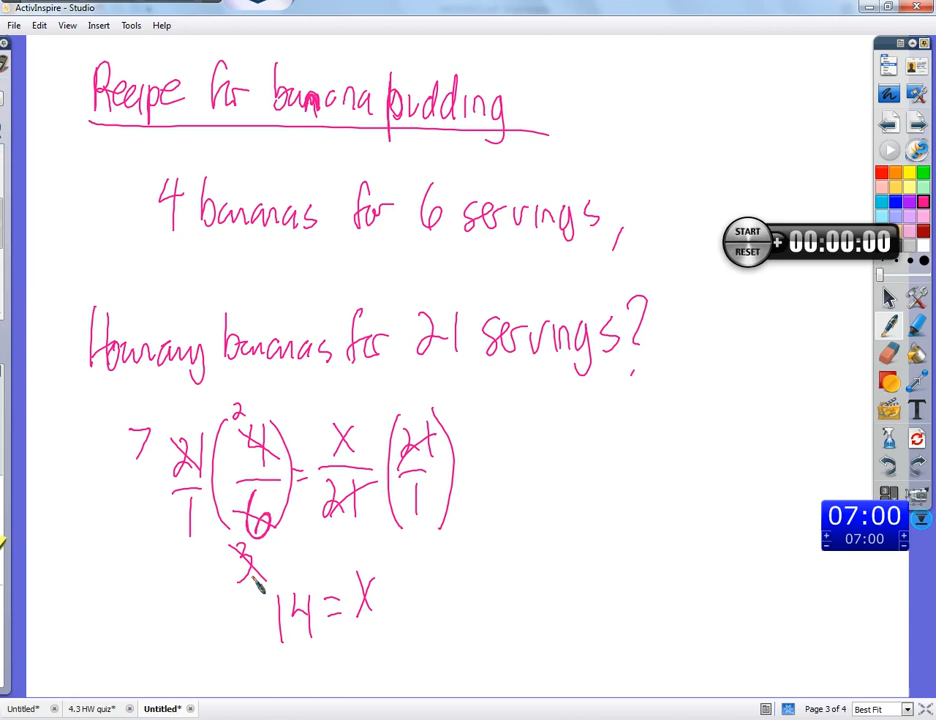 ActivInspire - Studio
File Edit View Insert Tools Help
Recipe for banana pudding
4 bananas for 6 servings,
START
RESET
+ 00:00:00
How many bananas for 21 servings?
7 21/1 (2 4/6) = x/21 (21/1)
3
14 = x
07:00
07:00
T
Untitled* 4.3 HW quiz* Untitled* Page 3 of 4 Best Fit